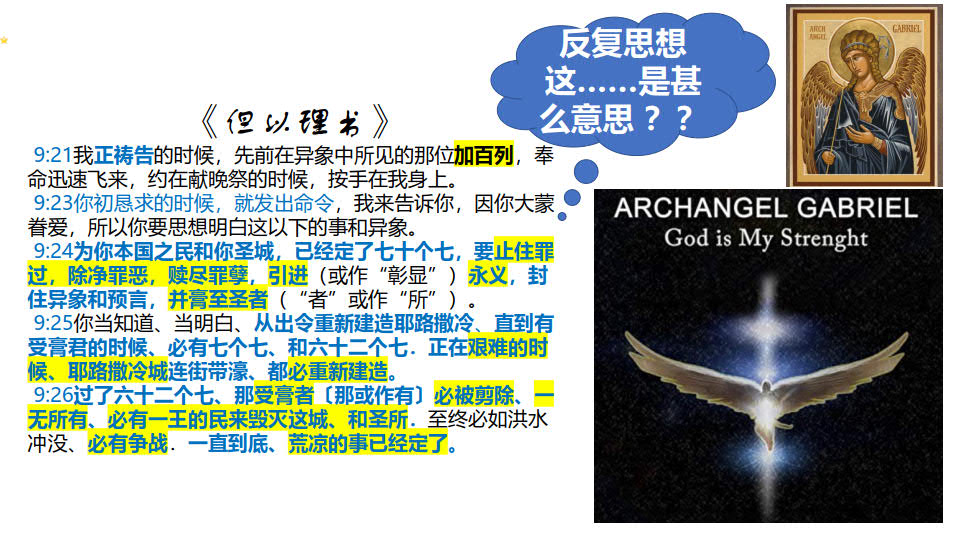 反复思想
这……是甚
么意思？？
ARCH
ANGEL
GABRIEL
《但以理书》
9:21我正祷告的时候，先前在异象中所见的那位加百列，奉
命迅速飞来，约在献晚祭的时候，按手在我身上。
9:23你初恳求的时候，就发出命令，我来告诉你，因你大蒙
眷爱，所以你要思想明白这以下的事和异象。
9:24为你本国之民和你圣城，已经定了七十个七，要止住罪
过，除净罪恶，赎尽罪孽，引进（或作“彰显”）永义，封
住异象和预言，并膏至圣者（“者”或作“所”）。
9:25你当知道、当明白、从出令重新建造耶路撒冷、直到有
受膏君的时候、必有七个七、和六十二个七．正在艰难的时
候、耶路撒冷城连街带濠、都必重新建造。
9:26过了六十二个七、那受膏者〔那或作有〕必被剪除、一
无所有、必有一王的民来毁灭这城、和圣所．至终必如洪水
冲没、必有争战．一直到底、荒凉的事已经定了。
ARCHANGEL GABRIEL
God is My Strenght